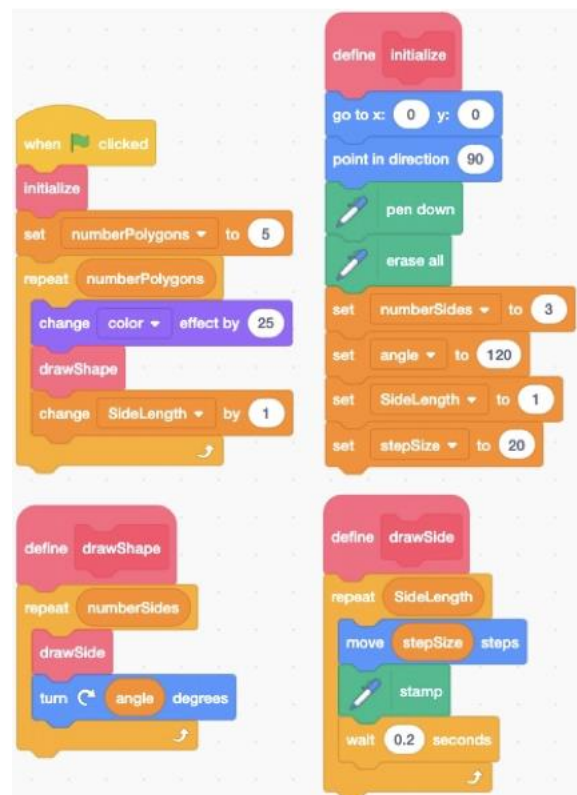 when clicked
initialize
set numberPolygons to 5
repeat numberPolygons
change color effect by 25
drawShape
change SideLength by 1
define initialize
go to x: 0 y: 0
point in direction 90
pen down
erase all
set numberSides to 3
set angle to 120
set SideLength to 1
set stepSize to 20
define drawShape
repeat numberSides
drawSide
turn angle degrees
define drawSide
repeat SideLength
move stepSize steps
stamp
wait 0.2 seconds